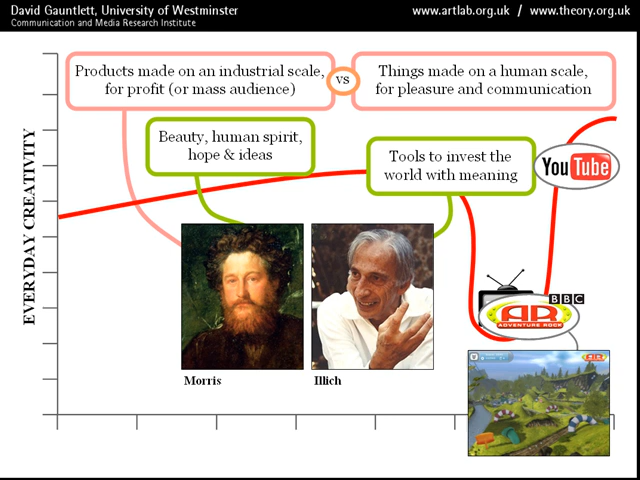 David Gauntlett, University of Westminster
Communication and Media Research Institute
www.artlab.org.uk / www.theory.org.uk
Products made on an industrial scale,
for profit (or mass audience)
vs
Things made on a human scale,
for pleasure and communication
Beauty, human spirit,
hope & ideas
Tools to invest the
world with meaning
YouTube
EVERYDAY CREATIVITY
BBC
AR
ADVENTURE ROCK
Morris
Illich